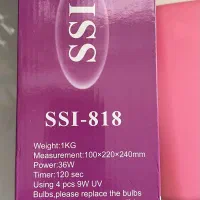 ISS
SSI-818
Weight:1KG
Measurement:100×220×240mm
Power:36W
Timer:120 sec
Using 4 pcs 9W UV
Bulbs,please replace the bulbs